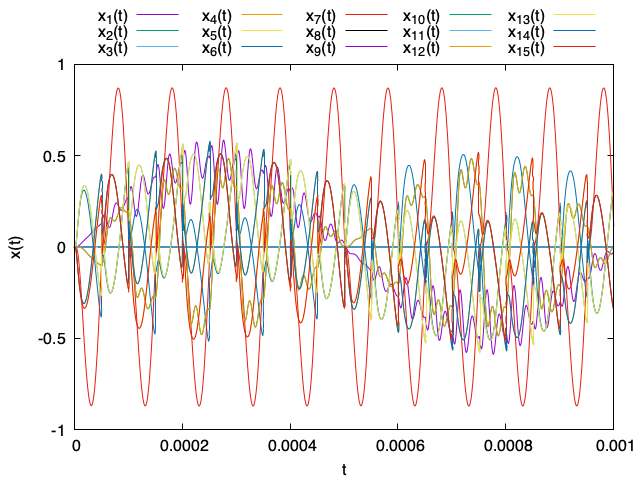 x1(t) x4(t) x7(t) x10(t) x13(t)
x2(t) x5(t) x8(t) x11(t) x14(t)
x3(t) x6(t) x9(t) x12(t) x15(t)
1
0.5
x(t)
0
-0.5
-1
0 0.0002 0.0004 0.0006 0.0008 0.001
t